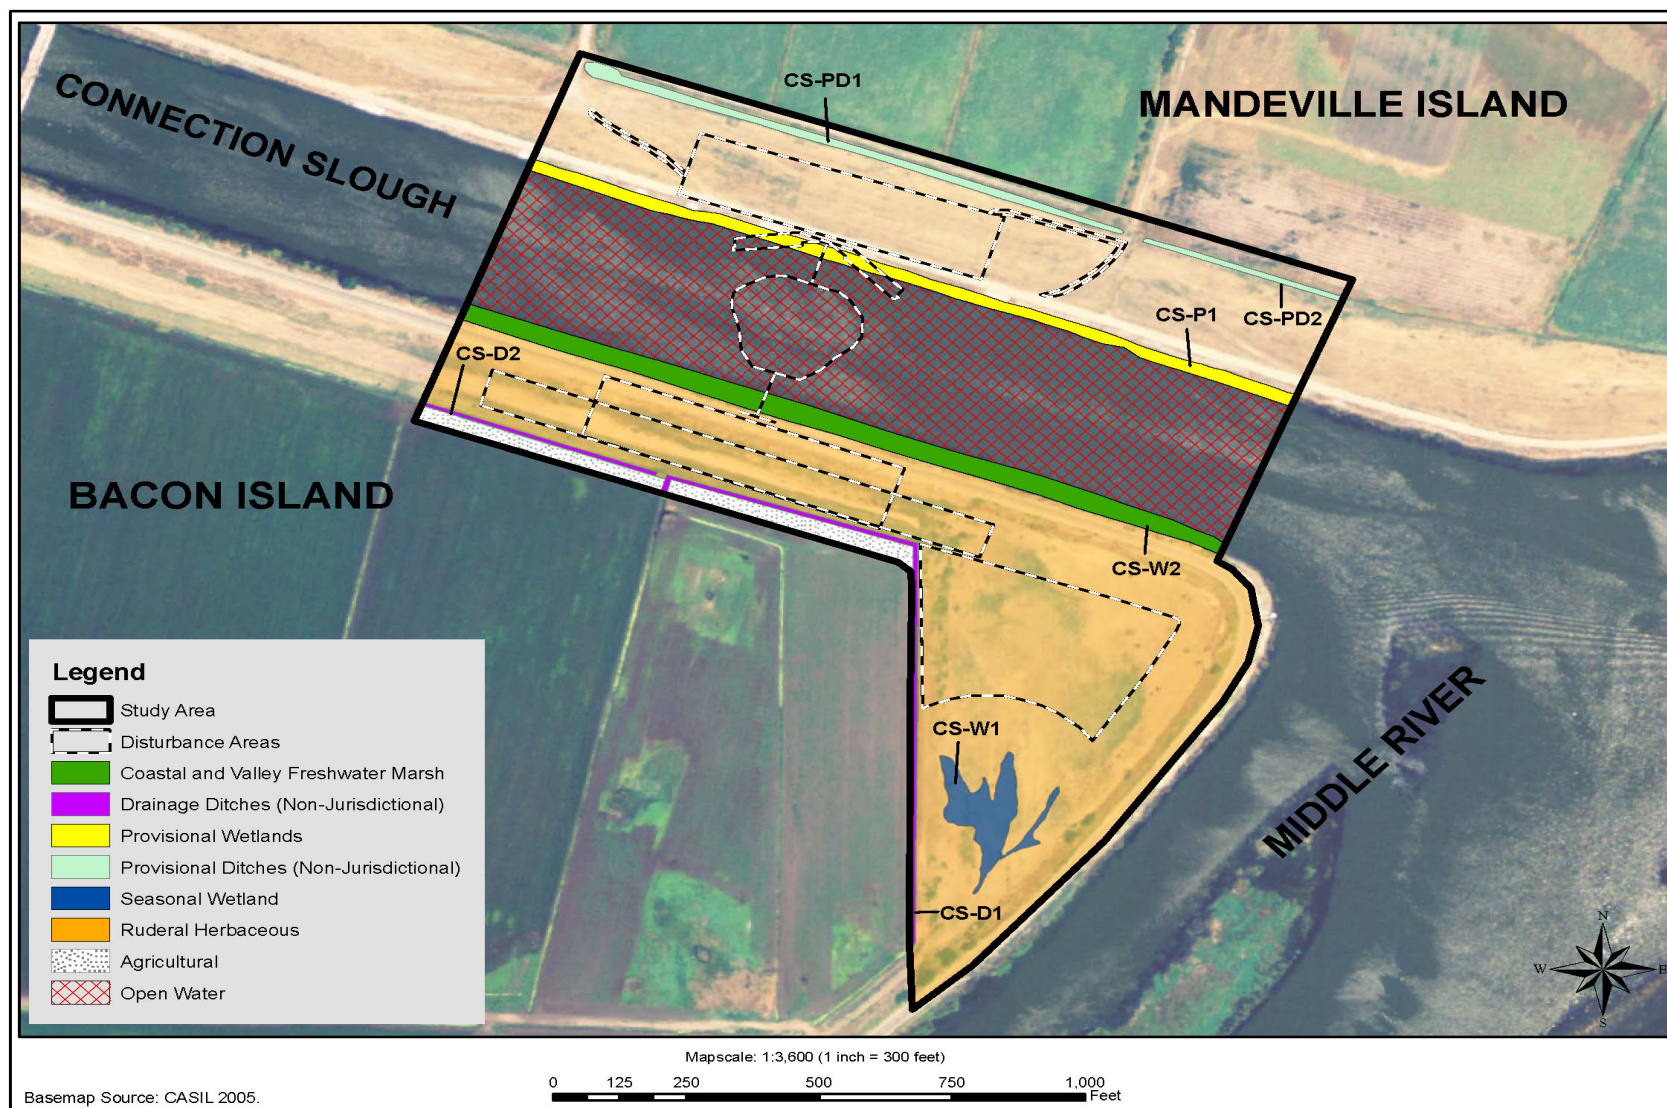 CS-PD1
MANDEVILLE ISLAND
CONNECTION SLOUGH
CS-P1
CS-PD2
CS-D2
BACON ISLAND
CS-W2
CS-W1
MIDDLE RIVER
CS-D1
Legend
Study Area
Disturbance Areas
Coastal and Valley Freshwater Marsh
Drainage Ditches (Non-Jurisdictional)
Provisional Wetlands
Provisional Ditches (Non-Jurisdictional)
Seasonal Wetland
Ruderal Herbaceous
Agricultural
Open Water
N
W E
S
Mapscale: 1:3,600 (1 inch = 300 feet)
0 125 250 500 750 1,000
Feet
Basemap Source: CASIL 2005.